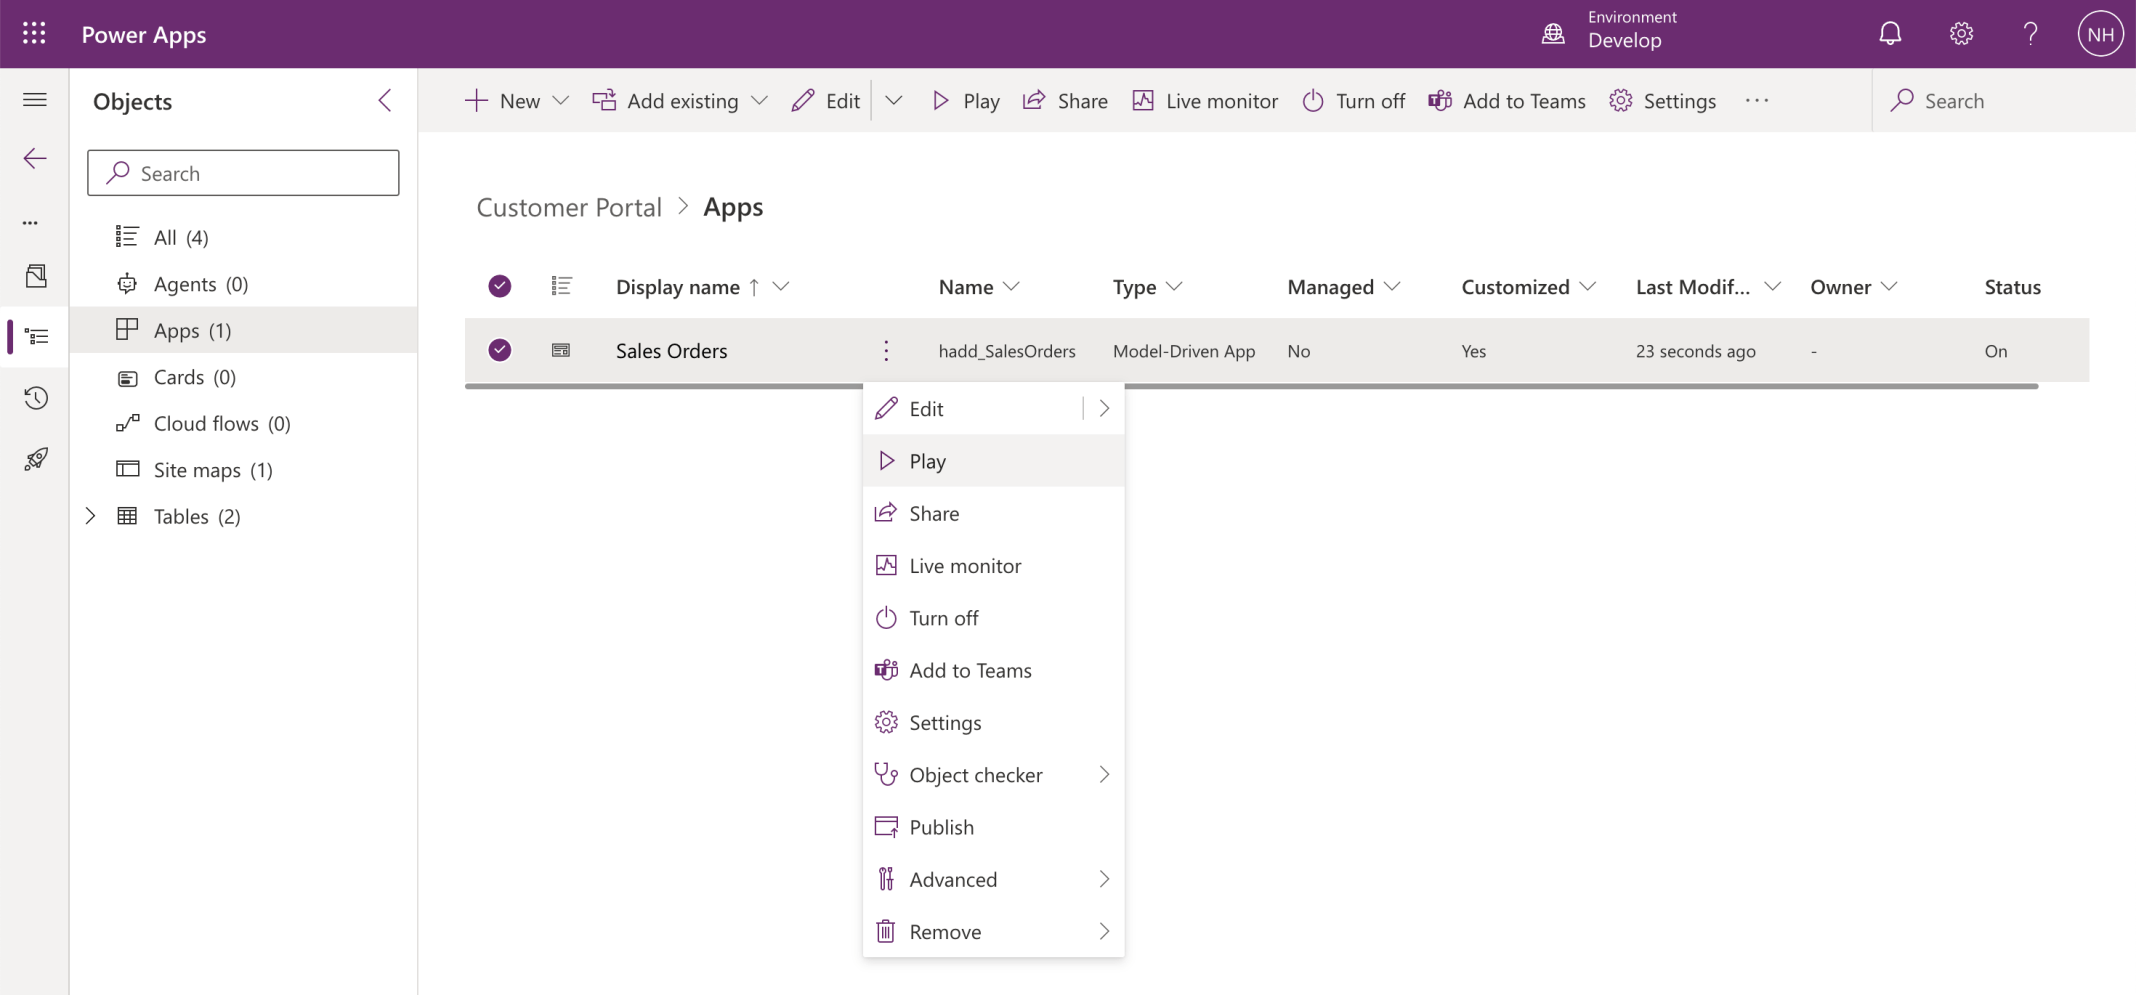 Power Apps
Environment
Develop
NH
Objects
New
Add existing
Edit
Play
Share
Live monitor
Turn off
Add to Teams
Settings
Search
Search
All (4)
Agents (0)
Apps (1)
Cards (0)
Cloud flows (0)
Site maps (1)
Tables (2)
Customer Portal > Apps
Display name ↑ Name Type Managed Customized Last Modif... Owner Status
Sales Orders hadd_SalesOrders Model-Driven App No Yes 23 seconds ago - On
Edit
Play
Share
Live monitor
Turn off
Add to Teams
Settings
Object checker
Publish
Advanced
Remove